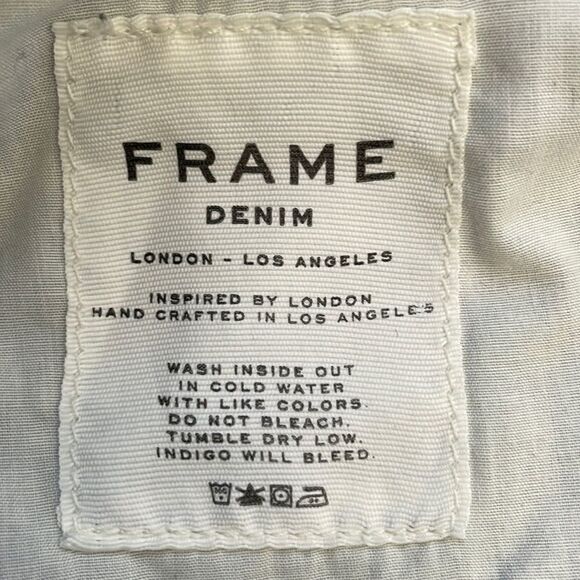 FRAME
DENIM
LONDON - LOS ANGELES
INSPIRED BY LONDON
HAND CRAFTED IN LOS ANGELES
WASH INSIDE OUT
IN COLD WATER
WITH LIKE COLORS.
DO NOT BLEACH.
TUMBLE DRY LOW.
INDIGO WILL BLEED.